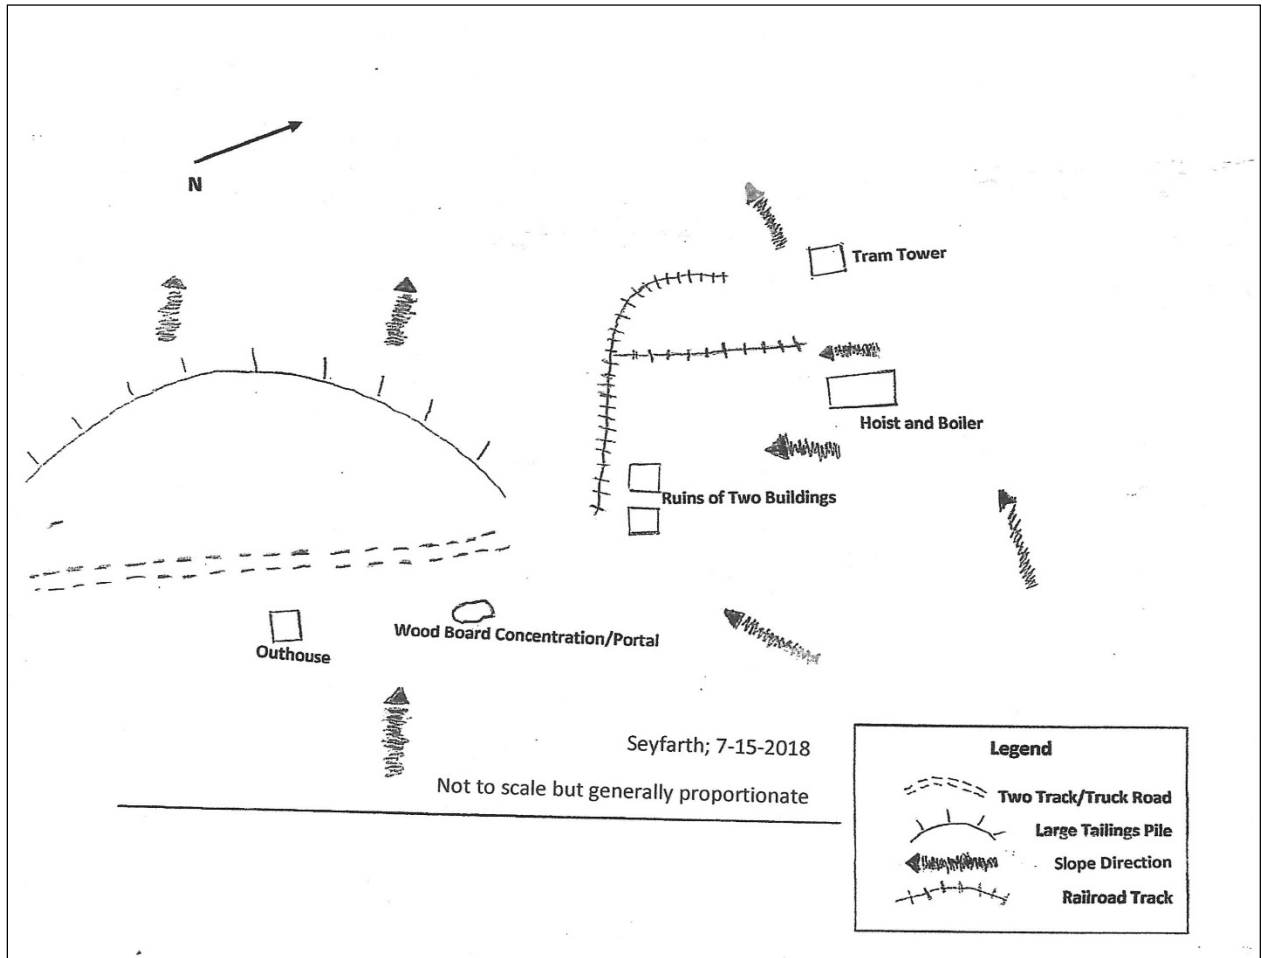 N
Tram Tower
Hoist and Boiler
Ruins of Two Buildings
Wood Board Concentration/Portal
Outhouse
Seyfarth; 7-15-2018
Not to scale but generally proportionate
Legend
Two Track/Truck Road
Large Tailings Pile
Slope Direction
Railroad Track